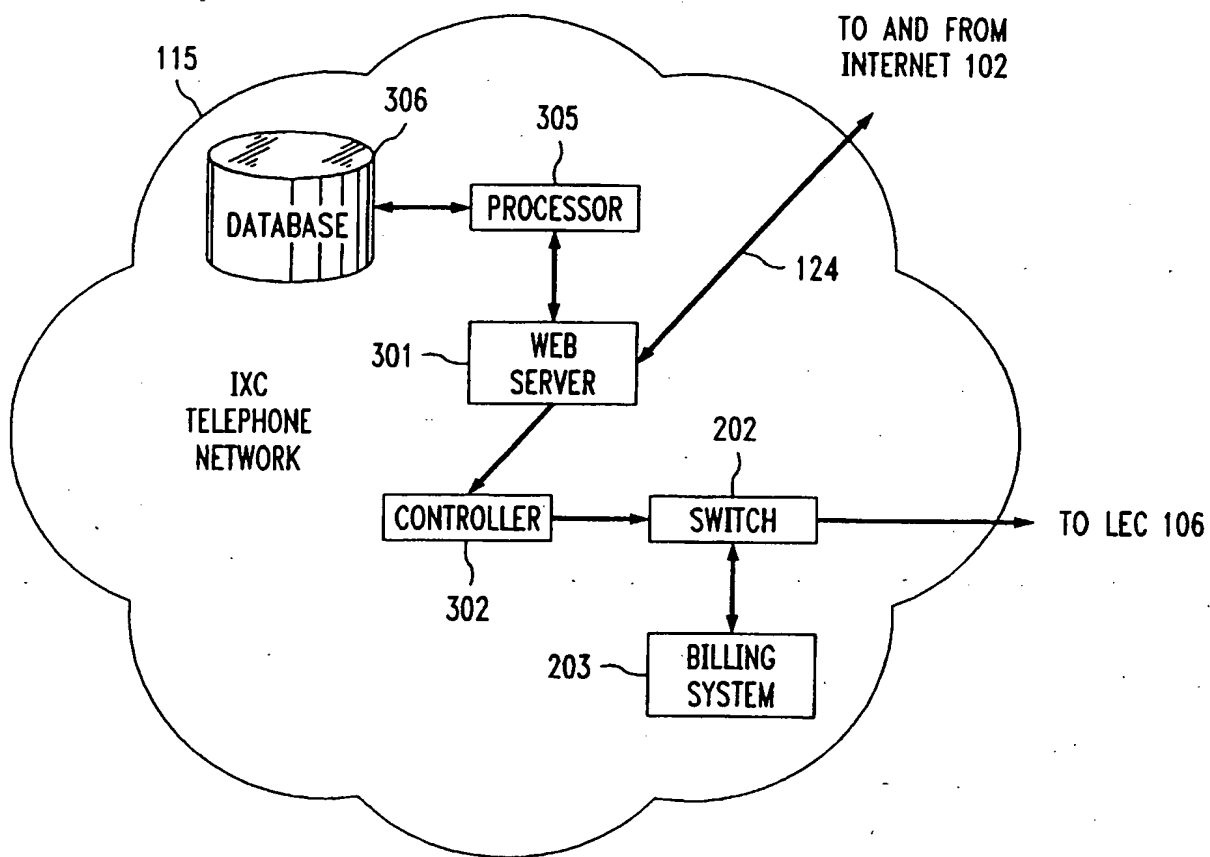 TO AND FROM
INTERNET 102
115
306
305
DATABASE
PROCESSOR
124
301
WEB
SERVER
IXC
TELEPHONE
NETWORK
202
CONTROLLER
SWITCH
TO LEC 106
302
203
BILLING
SYSTEM